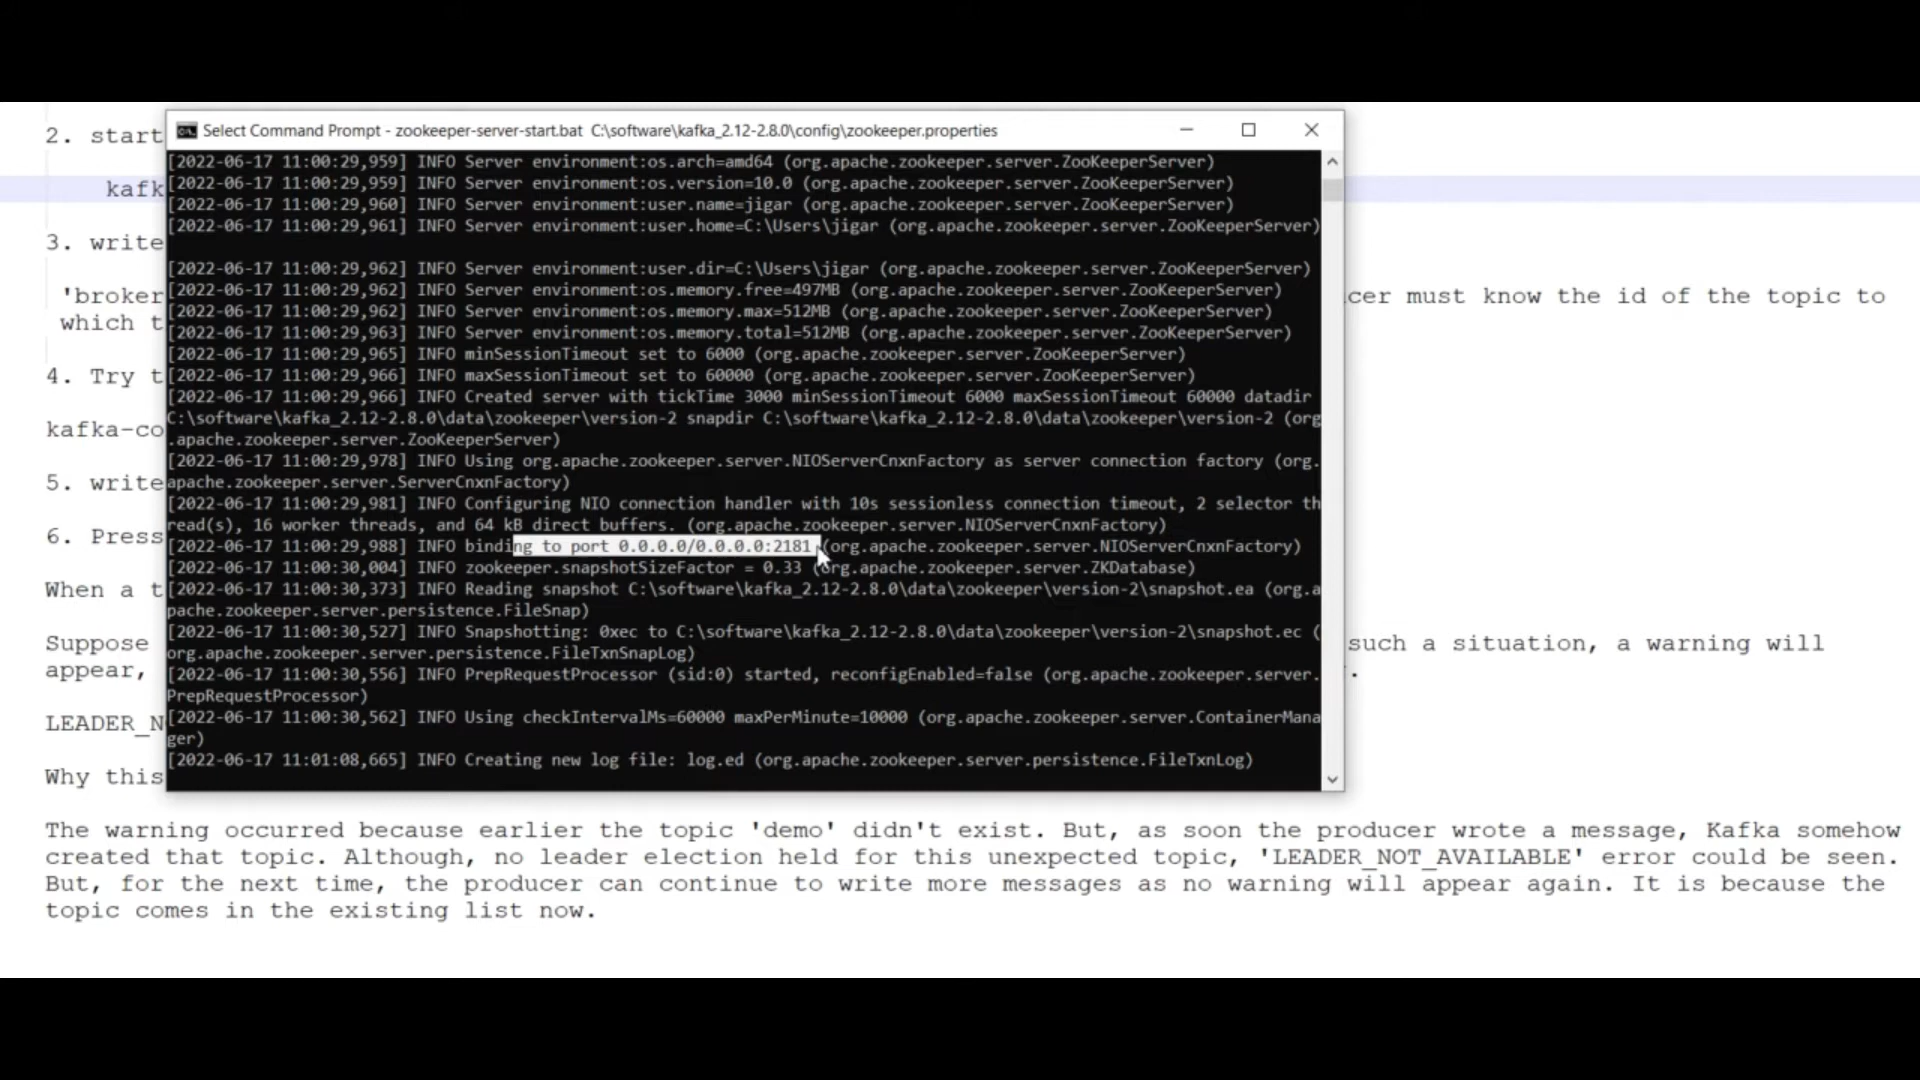 Select Command Prompt - zookeeper-server-start.bat C:\software\kafka_2.12-2.8.0\config\zookeeper.properties
[2022-06-17 11:00:29,959] INFO Server environment:os.arch=amd64 (org.apache.zookeeper.server.ZooKeeperServer)
[2022-06-17 11:00:29,959] INFO Server environment:os.version=10.0 (org.apache.zookeeper.server.ZooKeeperServer)
[2022-06-17 11:00:29,960] INFO Server environment:user.name=jigar (org.apache.zookeeper.server.ZooKeeperServer)
[2022-06-17 11:00:29,961] INFO Server environment:user.home=C:\Users\jigar (org.apache.zookeeper.server.ZooKeeperServer)
[2022-06-17 11:00:29,962] INFO Server environment:user.dir=C:\Users\jigar (org.apache.zookeeper.server.ZooKeeperServer)
[2022-06-17 11:00:29,962] INFO Server environment:os.memory.free=497MB (org.apache.zookeeper.server.ZooKeeperServer)
[2022-06-17 11:00:29,962] INFO Server environment:os.memory.max=512MB (org.apache.zookeeper.server.ZooKeeperServer)
[2022-06-17 11:00:29,963] INFO Server environment:os.memory.total=512MB (org.apache.zookeeper.server.ZooKeeperServer)
[2022-06-17 11:00:29,965] INFO minSessionTimeout set to 6000 (org.apache.zookeeper.server.ZooKeeperServer)
[2022-06-17 11:00:29,966] INFO maxSessionTimeout set to 60000 (org.apache.zookeeper.server.ZooKeeperServer)
[2022-06-17 11:00:29,966] INFO Created server with tickTime 3000 minSessionTimeout 6000 maxSessionTimeout 60000 datadir
C:\software\kafka_2.12-2.8.0\data\zookeeper\version-2 snapdir C:\software\kafka_2.12-2.8.0\data\zookeeper\version-2 (org
.apache.zookeeper.server.ZooKeeperServer)
[2022-06-17 11:00:29,978] INFO Using org.apache.zookeeper.server.NIOServerCnxnFactory as server connection factory (org.
apache.zookeeper.server.ServerCnxnFactory)
[2022-06-17 11:00:29,981] INFO Configuring NIO connection handler with 10s sessionless connection timeout, 2 selector th
read(s), 16 worker threads, and 64 kB direct buffers. (org.apache.zookeeper.server.NIOServerCnxnFactory)
[2022-06-17 11:00:29,988] INFO binding to port 0.0.0.0/0.0.0.0:2181 (org.apache.zookeeper.server.NIOServerCnxnFactory)
[2022-06-17 11:00:30,004] INFO zookeeper.snapshotSizeFactor = 0.33 (org.apache.zookeeper.server.ZKDatabase)
[2022-06-17 11:00:30,373] INFO Reading snapshot C:\software\kafka_2.12-2.8.0\data\zookeeper\version-2\snapshot.ea (org.a
pache.zookeeper.server.persistence.FileSnap)
[2022-06-17 11:00:30,527] INFO Snapshotting: 0xec to C:\software\kafka_2.12-2.8.0\data\zookeeper\version-2\snapshot.ec (
org.apache.zookeeper.server.persistence.FileTxnSnapLog)
[2022-06-17 11:00:30,556] INFO PrepRequestProcessor (sid:0) started, reconfigEnabled=false (org.apache.zookeeper.server.
PrepRequestProcessor)
[2022-06-17 11:00:30,562] INFO Using checkIntervalMs=60000 maxPerMinute=10000 (org.apache.zookeeper.server.ContainerMana
ger)
[2022-06-17 11:01:08,665] INFO Creating new log file: log.ed (org.apache.zookeeper.server.persistence.FileTxnLog)
2. start
kafk
3. write
'broker cer must know the id of the topic to
which t
4. Try t
kafka-co
5. write
6. Press
When a t
Suppose such a situation, a warning will
appear, .
LEADER_N
Why this
The warning occurred because earlier the topic 'demo' didn't exist. But, as soon the producer wrote a message, Kafka somehow
created that topic. Although, no leader election held for this unexpected topic, 'LEADER_NOT_AVAILABLE' error could be seen.
But, for the next time, the producer can continue to write more messages as no warning will appear again. It is because the
topic comes in the existing list now.